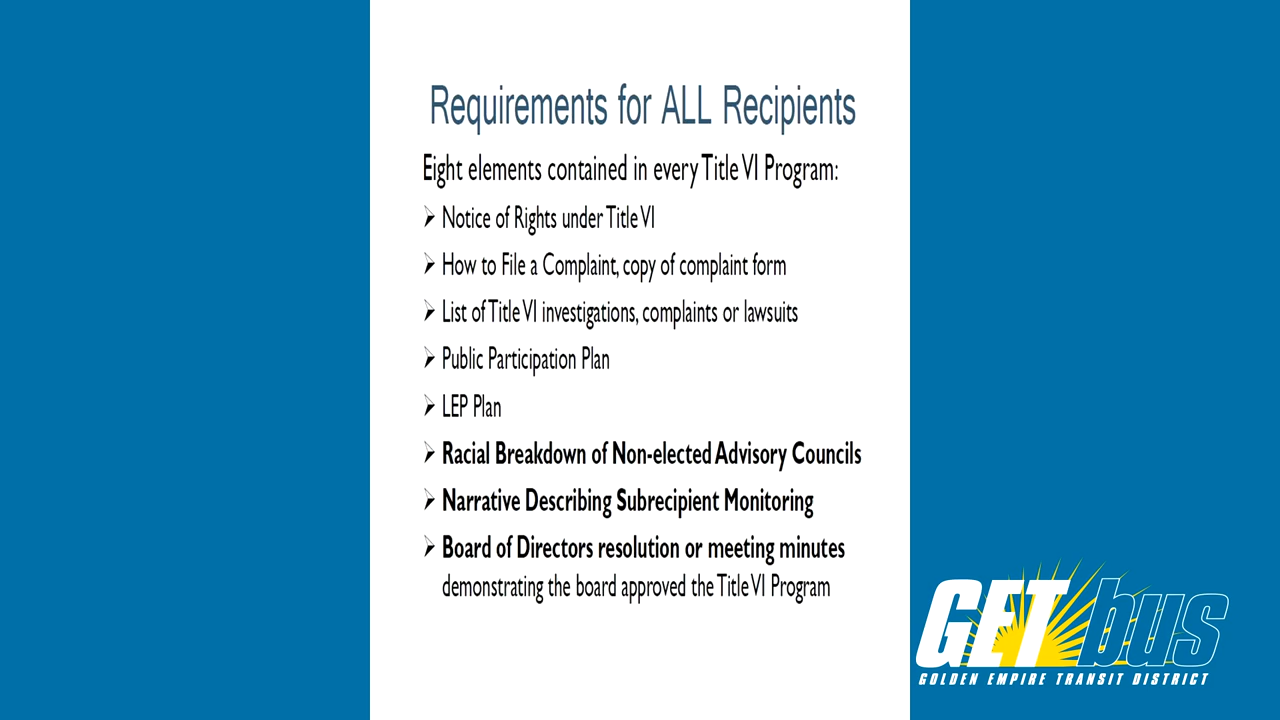 Requirements for ALL Recipients
Eight elements contained in every Title VI Program:
➢ Notice of Rights under Title VI
➢ How to File a Complaint, copy of complaint form
➢ List of Title VI investigations, complaints or lawsuits
➢ Public Participation Plan
➢ LEP Plan
➢ Racial Breakdown of Non-elected Advisory Councils
➢ Narrative Describing Subrecipient Monitoring
➢ Board of Directors resolution or meeting minutes
demonstrating the board approved the Title VI Program
GET bus
GOLDEN EMPIRE TRANSIT DISTRICT